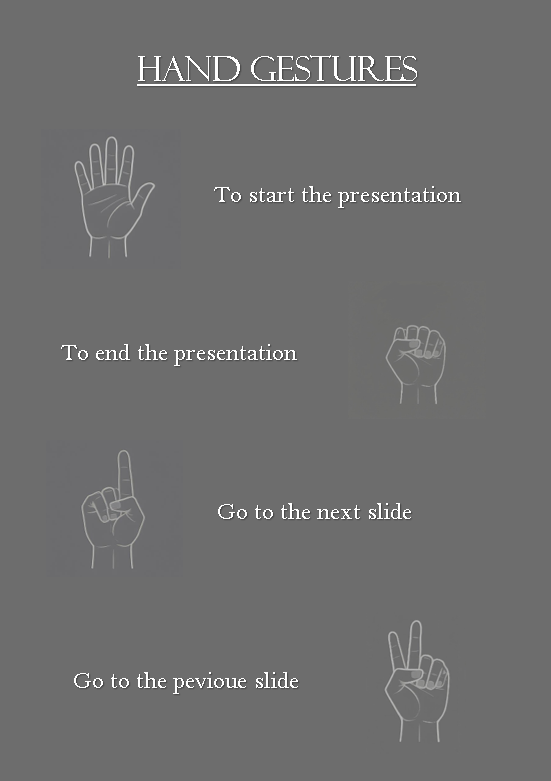 HAND GESTURES
To start the presentation
To end the presentation
Go to the next slide
Go to the pevioue slide